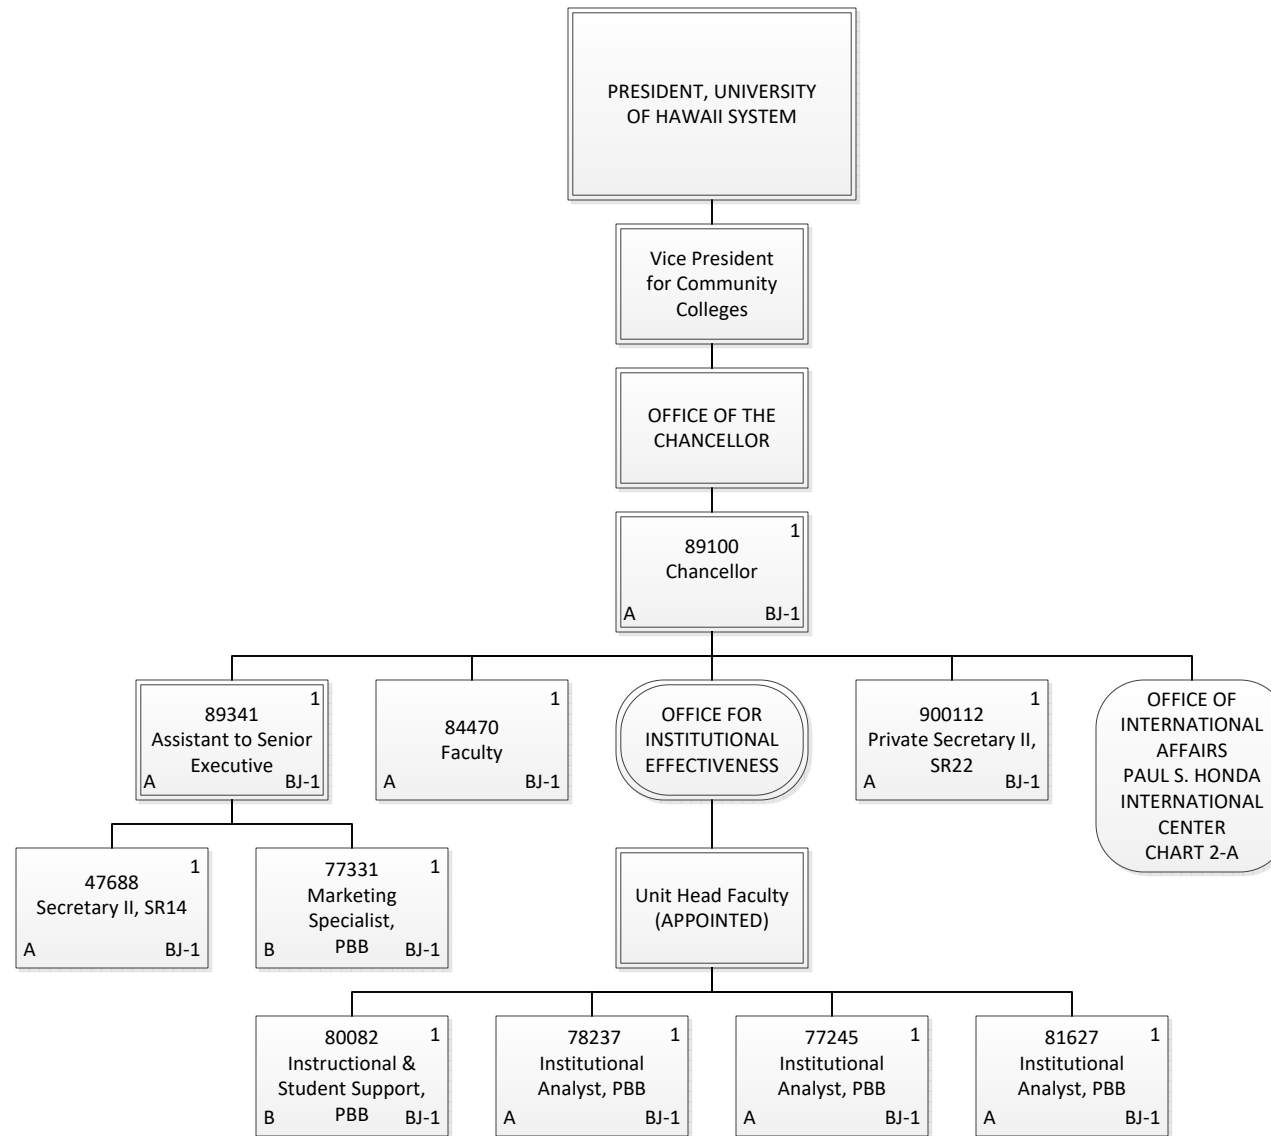 PRESIDENT, UNIVERSITY
OF HAWAII SYSTEM
Vice President
for Community
Colleges
OFFICE OF THE
CHANCELLOR
1
89100
Chancellor
A
BJ-1
1
89341
Assistant to Senior
Executive
A
BJ-1
1
84470
Faculty
A
BJ-1
OFFICE FOR
INSTITUTIONAL
EFFECTIVENESS
1
900112
Private Secretary II,
SR22
A
BJ-1
OFFICE OF
INTERNATIONAL
AFFAIRS
PAUL S. HONDA
INTERNATIONAL
CENTER
CHART 2-A
1
47688
Secretary II, SR14
A
BJ-1
77331
1
Marketing
Specialist,
PBB
B
BJ-1
Unit Head Faculty
(APPOINTED)
80082
1
Instructional &
Student Support,
PBB
B
BJ-1
78237
1
Institutional
Analyst, PBB
A
BJ-1
77245
1
Institutional
Analyst, PBB
A
BJ-1
81627
1
Institutional
Analyst, PBB
A
BJ-1